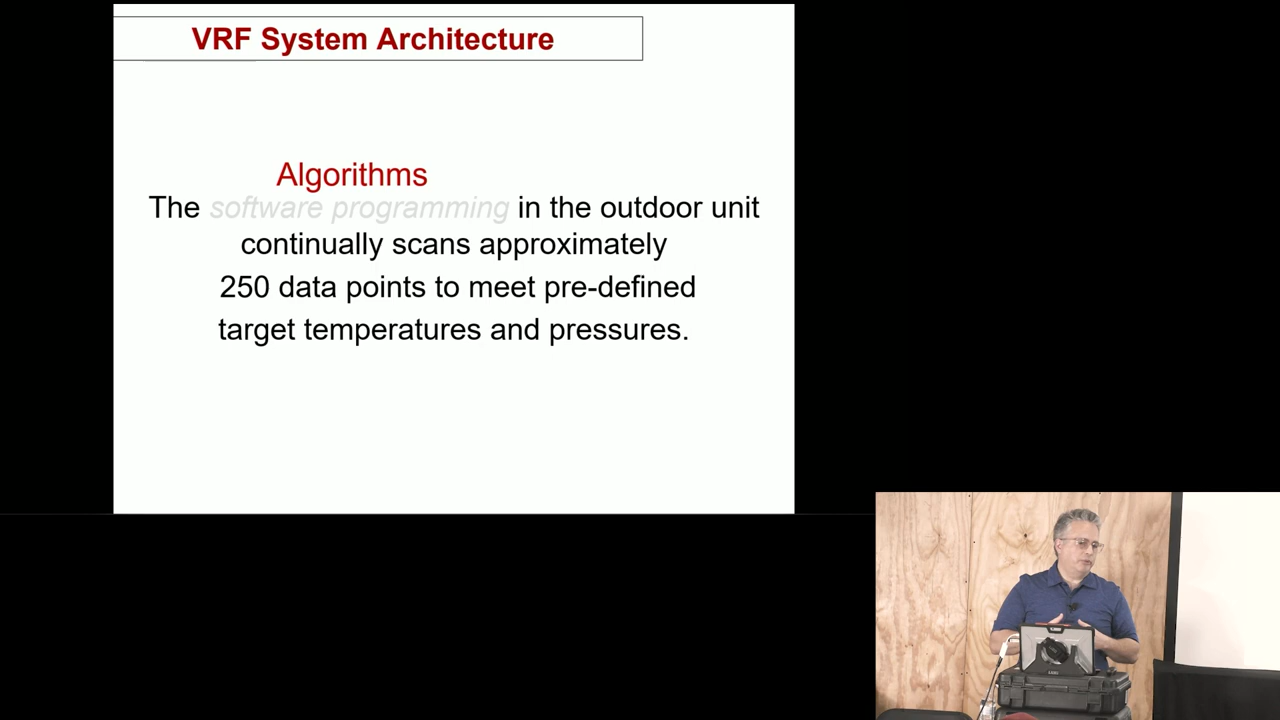 VRF System Architecture
Algorithms
The software programming in the outdoor unit
continually scans approximately
250 data points to meet pre-defined
target temperatures and pressures.